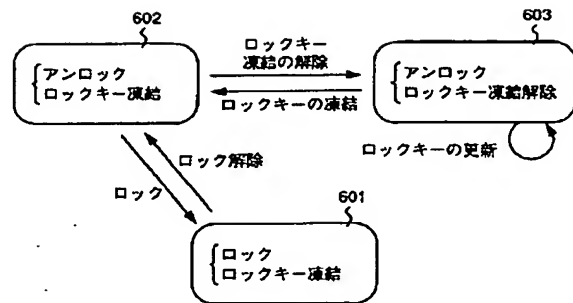 602
603
アンロック
ロックキー凍結
ロックキー
凍結の解除
ロックキーの凍結
アンロック
ロックキー凍結解除
ロックキーの更新
ロック解除
ロック
601
ロック
ロックキー凍結